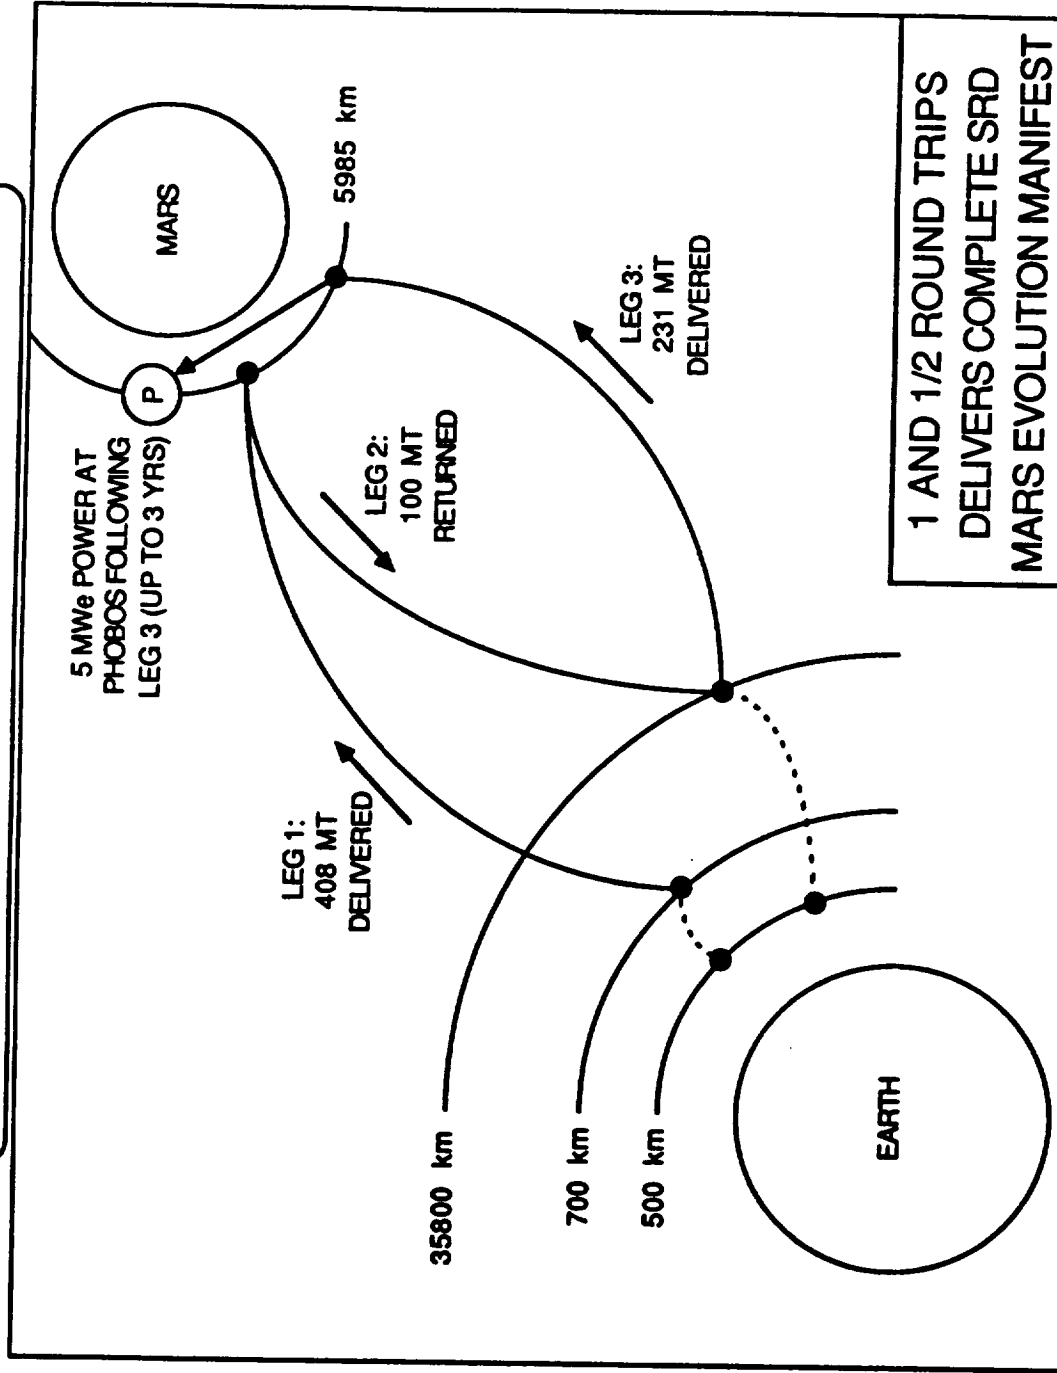 5 MWe POWER AT
PHOBOS FOLLOWING
LEG 3 (UP TO 3 YRS)
P
MARS
5985 km
LEG 1:
408 MT
DELIVERED
LEG 2:
100 MT
RETURNED
LEG 3:
231 MT
DELIVERED
35800 km
700 km
500 km
EARTH
1 AND 1/2 ROUND TRIPS
DELIVERS COMPLETE SRD
MARS EVOLUTION MANIFEST